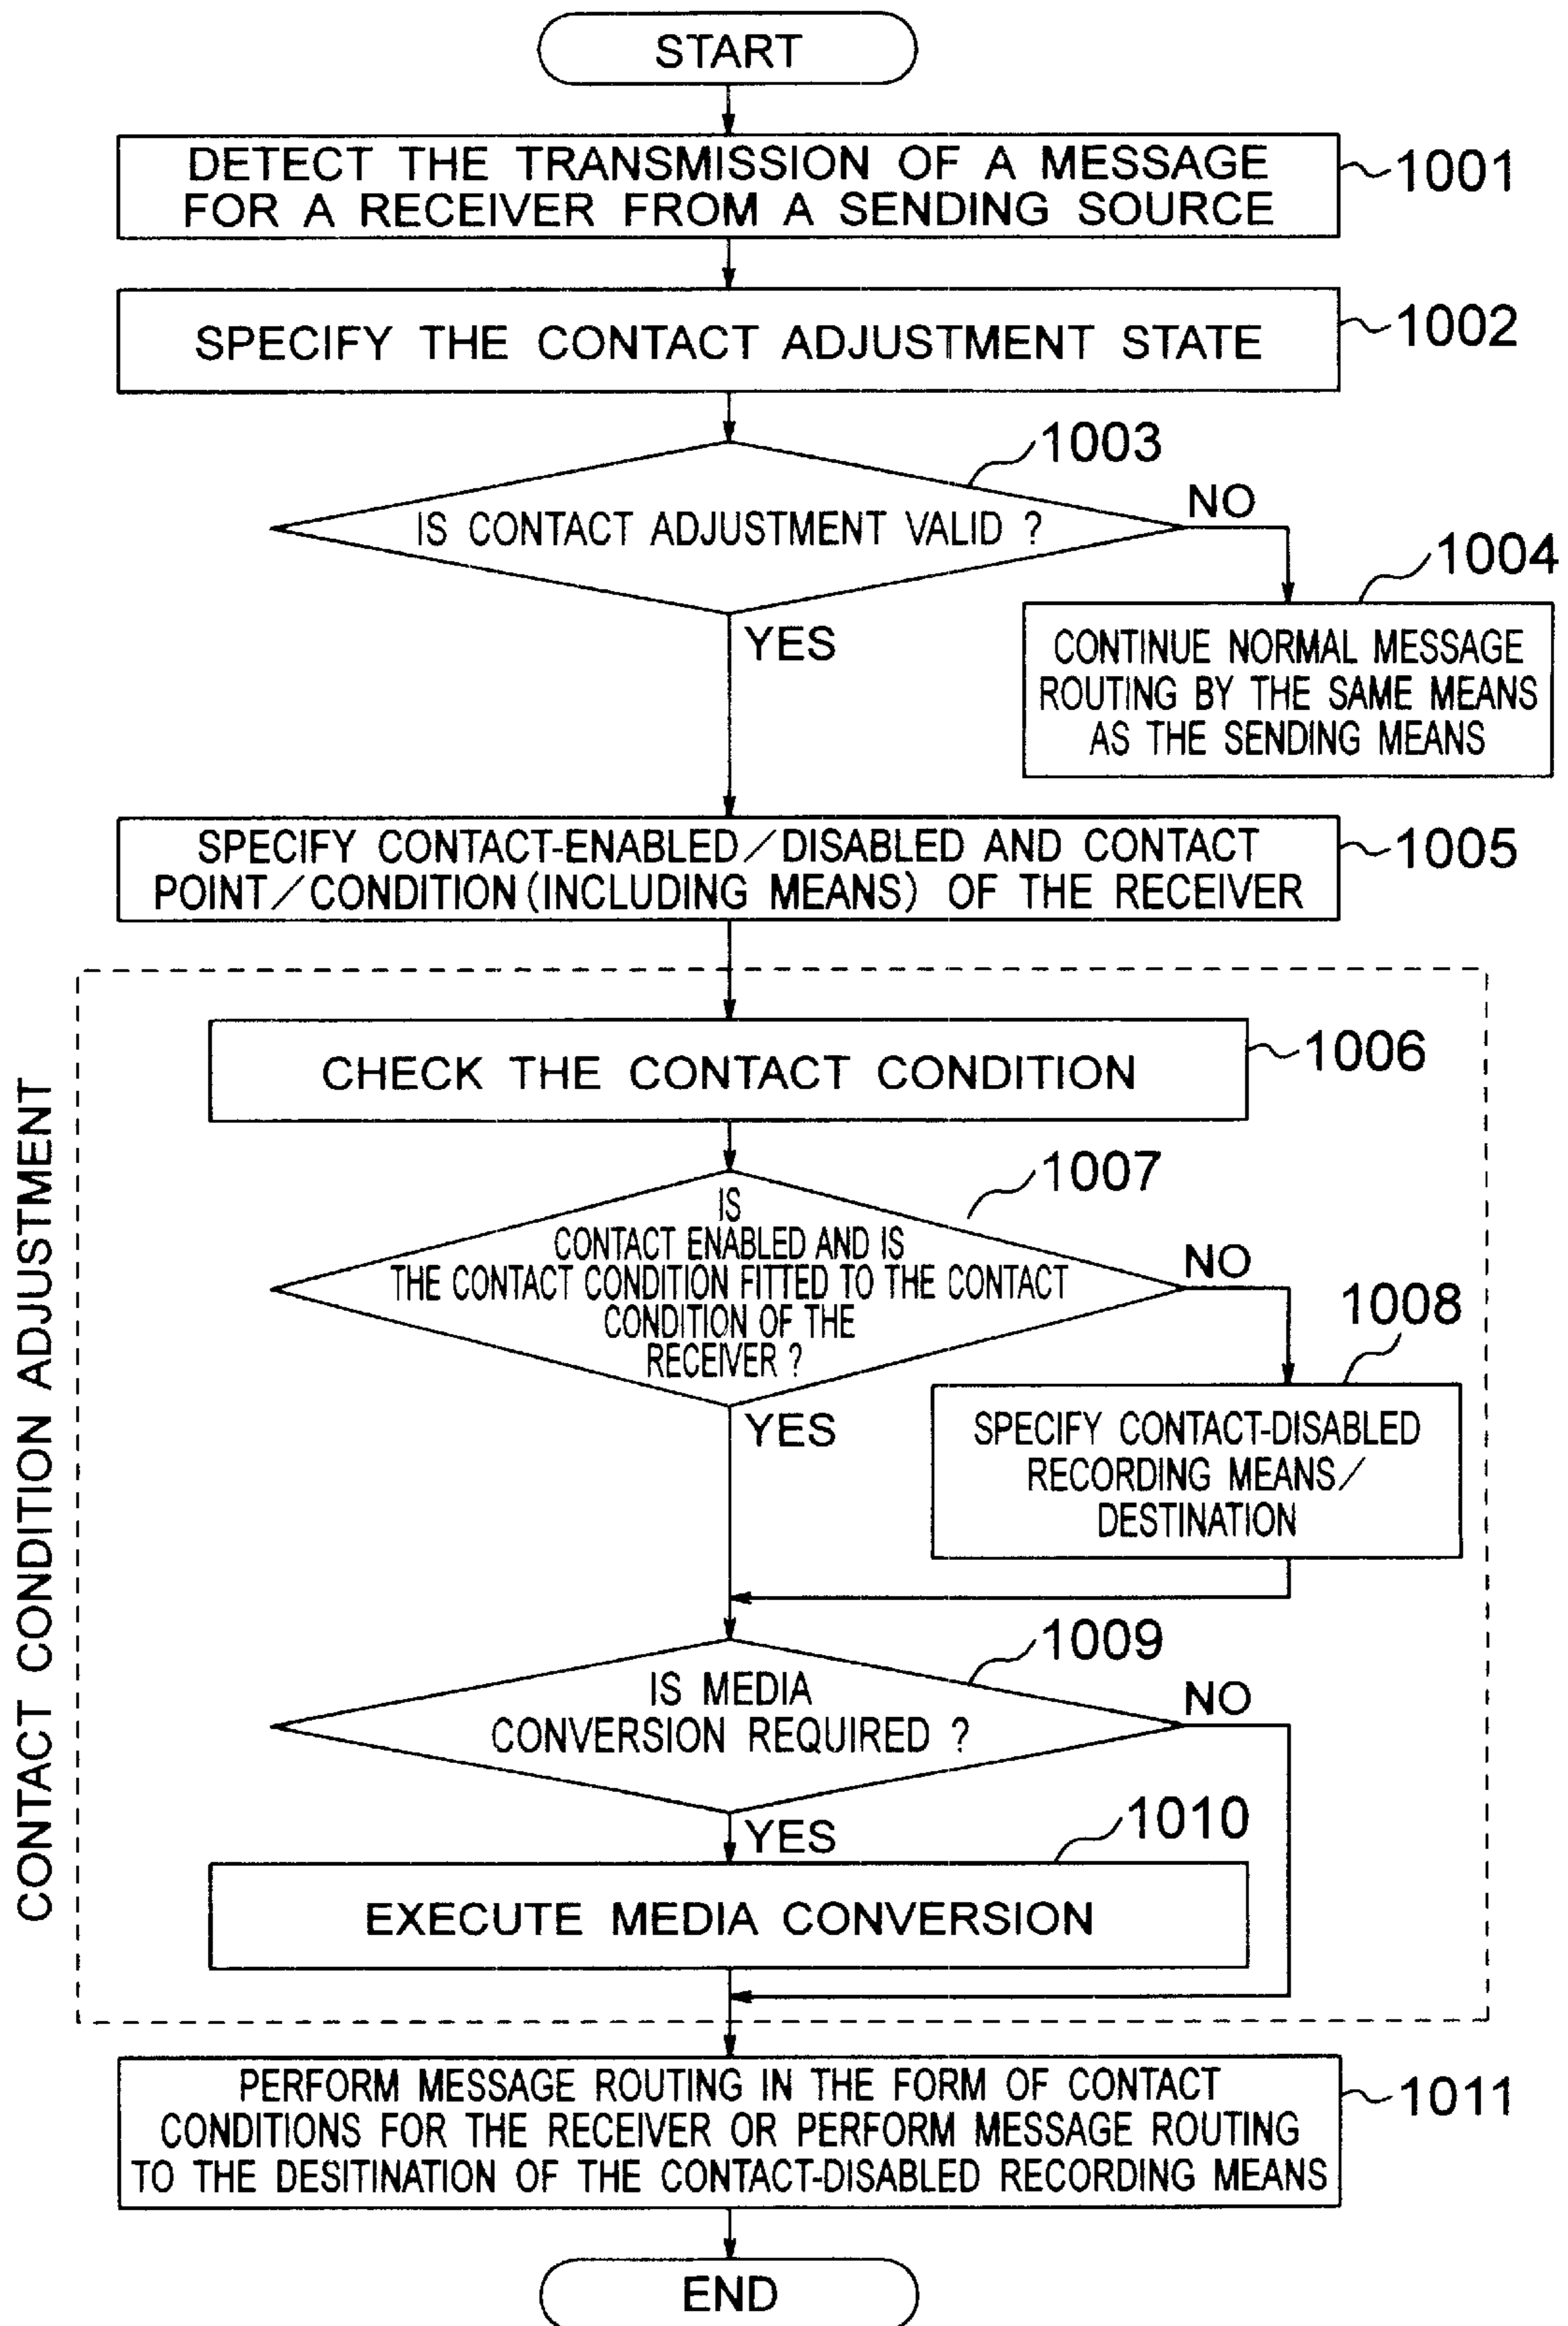 START
DETECT THE TRANSMISSION OF A MESSAGE
FOR A RECEIVER FROM A SENDING SOURCE
1001
SPECIFY THE CONTACT ADJUSTMENT STATE
1002
1003
IS CONTACT ADJUSTMENT VALID ?
NO
YES
1004
CONTINUE NORMAL MESSAGE
ROUTING BY THE SAME MEANS
AS THE SENDING MEANS
SPECIFY CONTACT-ENABLED/DISABLED AND CONTACT
POINT/CONDITION (INCLUDING MEANS) OF THE RECEIVER
1005
CONTACT CONDITION ADJUSTMENT
CHECK THE CONTACT CONDITION
1006
1007
IS
CONTACT ENABLED AND IS
THE CONTACT CONDITION FITTED TO THE CONTACT
CONDITION OF THE
RECEIVER ?
NO
YES
1008
SPECIFY CONTACT-DISABLED
RECORDING MEANS/
DESTINATION
1009
IS MEDIA
CONVERSION REQUIRED ?
NO
YES
1010
EXECUTE MEDIA CONVERSION
PERFORM MESSAGE ROUTING IN THE FORM OF CONTACT
CONDITIONS FOR THE RECEIVER OR PERFORM MESSAGE ROUTING
TO THE DESITINATION OF THE CONTACT-DISABLED RECORDING MEANS
1011
END